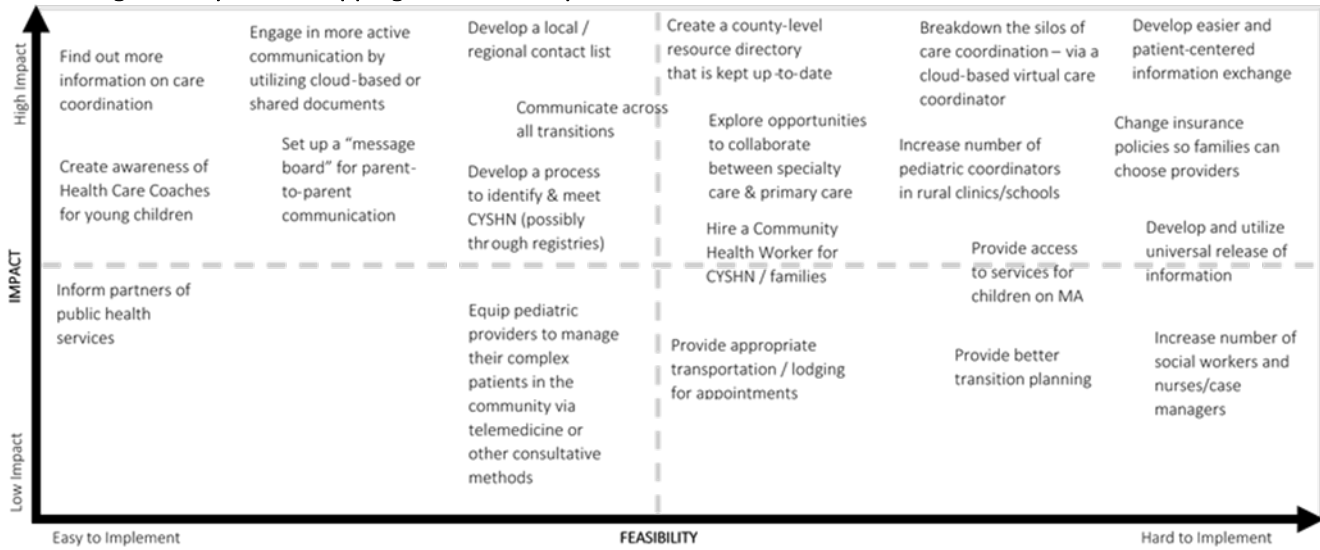 High Impact
Find out more
information on care
coordination
Engage in more active
communication by
utilizing cloud-based or
shared documents
Develop a local /
regional contact list
Create a county-level
resource directory
that is kept up-to-date
Breakdown the silos of
care coordination – via a
cloud-based virtual care
coordinator
Develop easier and
patient-centered
information exchange
Communicate across
all transitions
Create awareness of
Health Care Coaches
for young children
Set up a “message
board” for parent-
to-parent
communication
Develop a process
to identify & meet
CYSHN (possibly
through registries)
Explore opportunities
to collaborate
between specialty
care & primary care
Increase number of
pediatric coordinators
in rural clinics/schools
Change insurance
policies so families can
choose providers
Hire a Community
Health Worker for
CYSHN / families
Provide access
to services for
children on MA
Develop and utilize
universal release of
information
IMPACT
Inform partners of
public health
services
Equip pediatric
providers to manage
their complex
patients in the
community via
telemedicine or
other consultative
methods
Provide appropriate
transportation / lodging
for appointments
Provide better
transition planning
Increase number of
social workers and
nurses/case
managers
Low Impact
Easy to Implement
FEASIBILITY
Hard to Implement